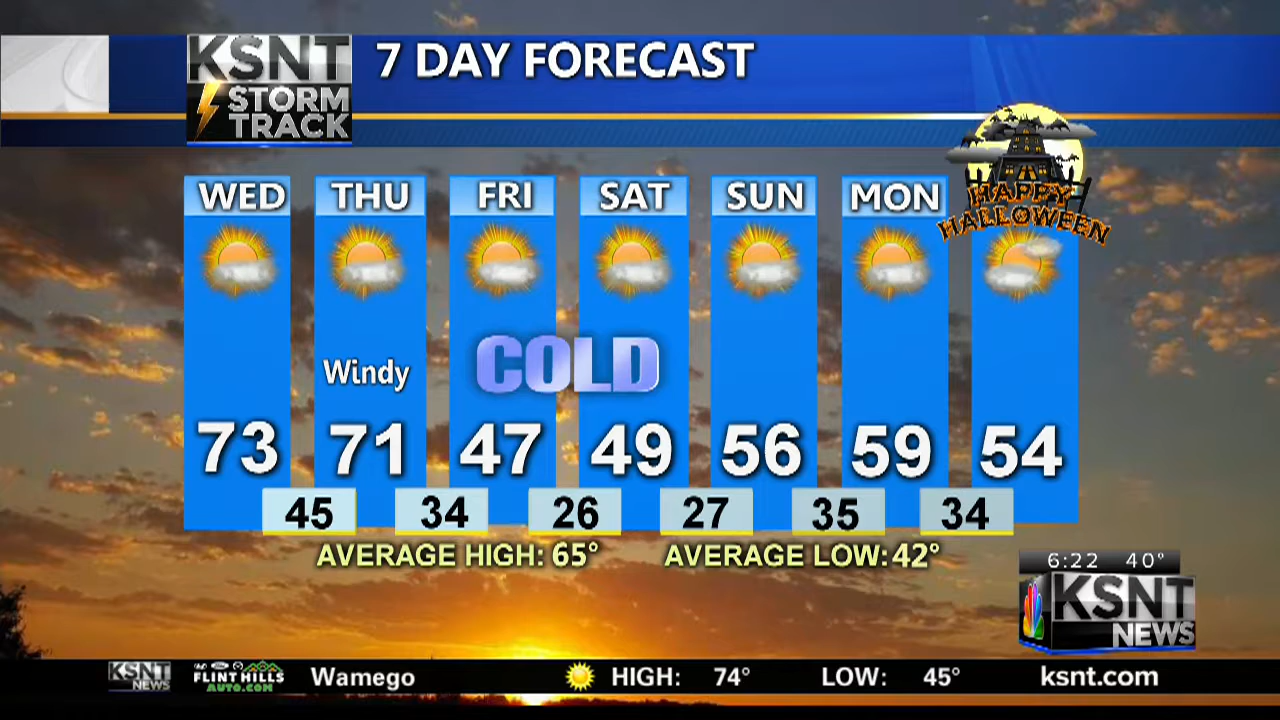 KSNT
STORM
TRACK
7 DAY FORECAST
HAPPY
HALLOWEEN
WED THU FRI SAT SUN MON
Windy
COLD
73 71 47 49 56 59 54
45 34 26 27 35 34
AVERAGE HIGH: 65° AVERAGE LOW: 42°
6:22 40°
KSNT
NEWS
KSNT
NEWS
FLINT HILLS
AUTO.COM
Wamego HIGH: 74° LOW: 45° ksnt.com